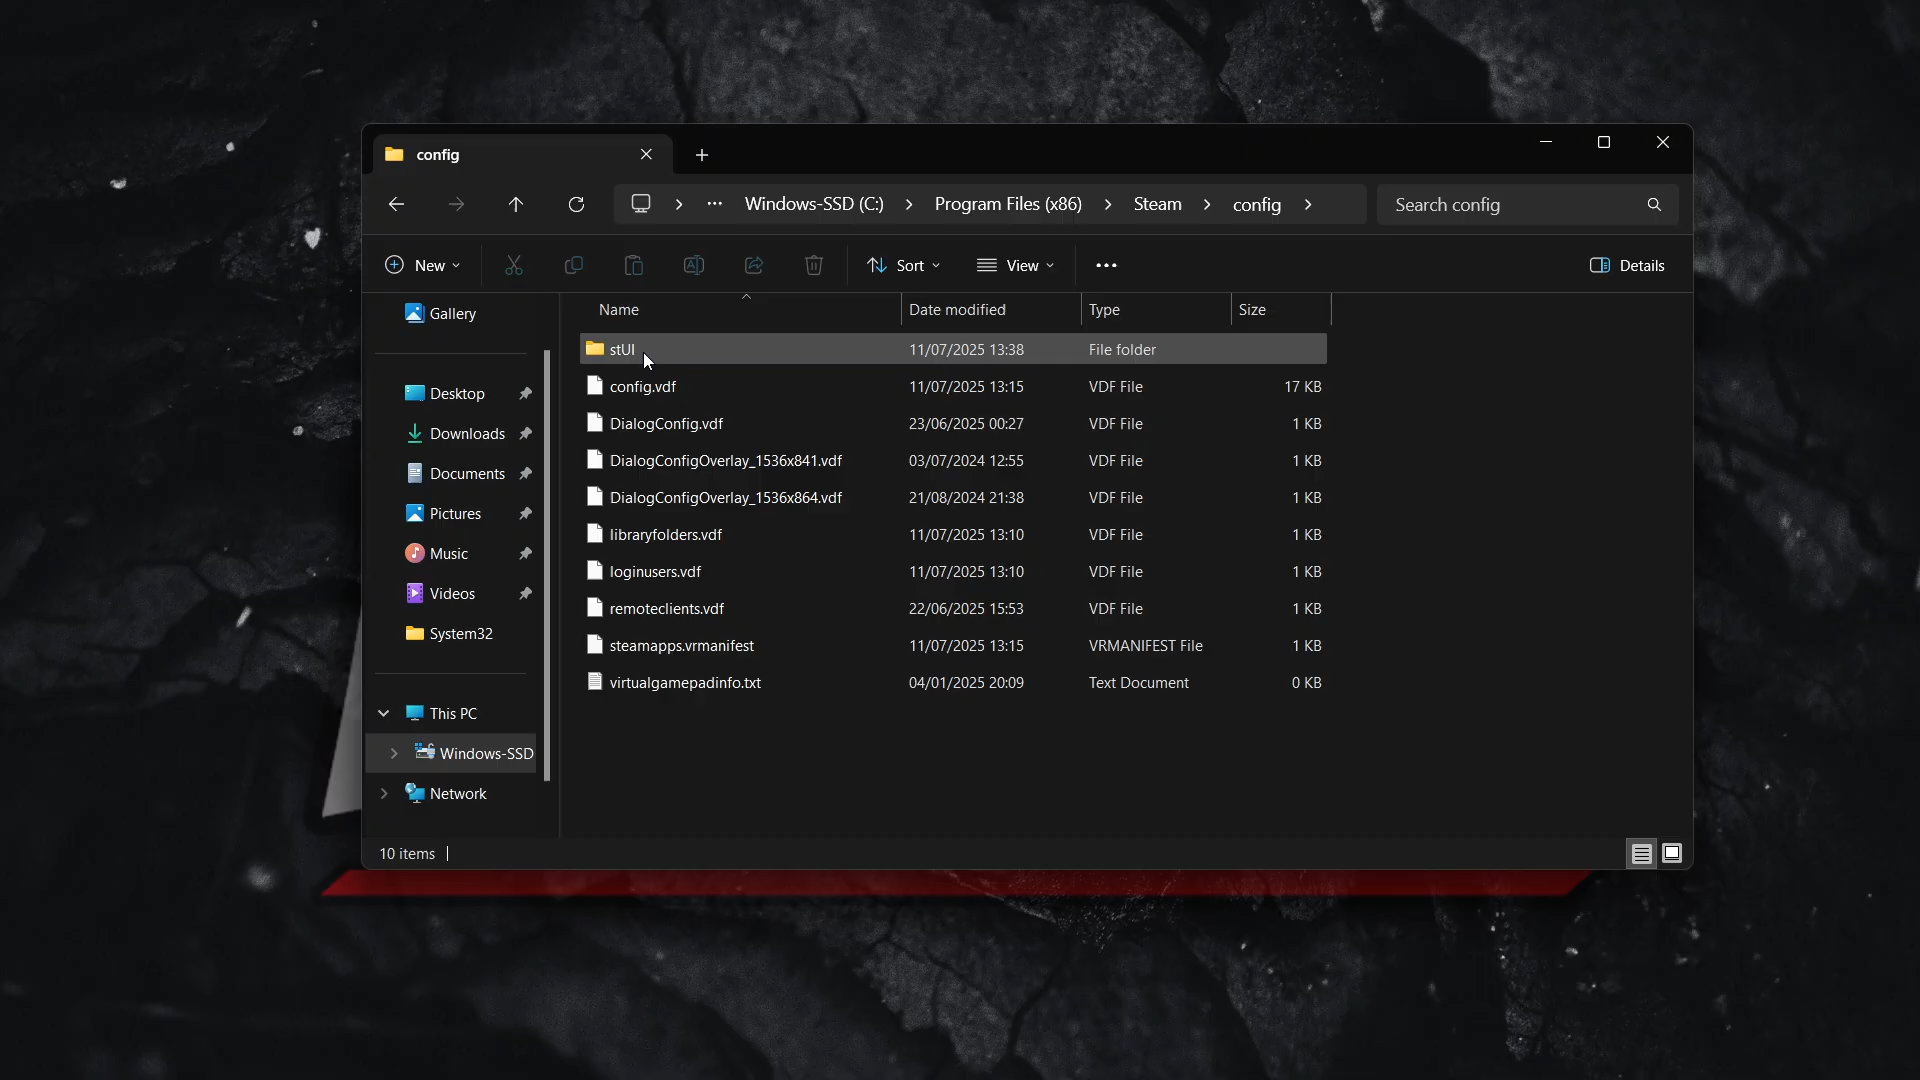 config
Windows-SSD (C:) Program Files (x86) Steam config
Search config
New
Sort
View
Details
Gallery
Desktop
Downloads
Documents
Pictures
Music
Videos
System32
This PC
Windows-SSD
Network
Name Date modified Type Size
stUI 11/07/2025 13:38 File folder
config.vdf 11/07/2025 13:15 VDF File 17 KB
DialogConfig.vdf 23/06/2025 00:27 VDF File 1 KB
DialogConfigOverlay_1536x841.vdf 03/07/2024 12:55 VDF File 1 KB
DialogConfigOverlay_1536x864.vdf 21/08/2024 21:38 VDF File 1 KB
libraryfolders.vdf 11/07/2025 13:10 VDF File 1 KB
loginusers.vdf 11/07/2025 13:10 VDF File 1 KB
remoteclients.vdf 22/06/2025 15:53 VDF File 1 KB
steamapps.vrmanifest 11/07/2025 13:15 VRMANIFEST File 1 KB
virtualgamepadinfo.txt 04/01/2025 20:09 Text Document 0 KB
10 items